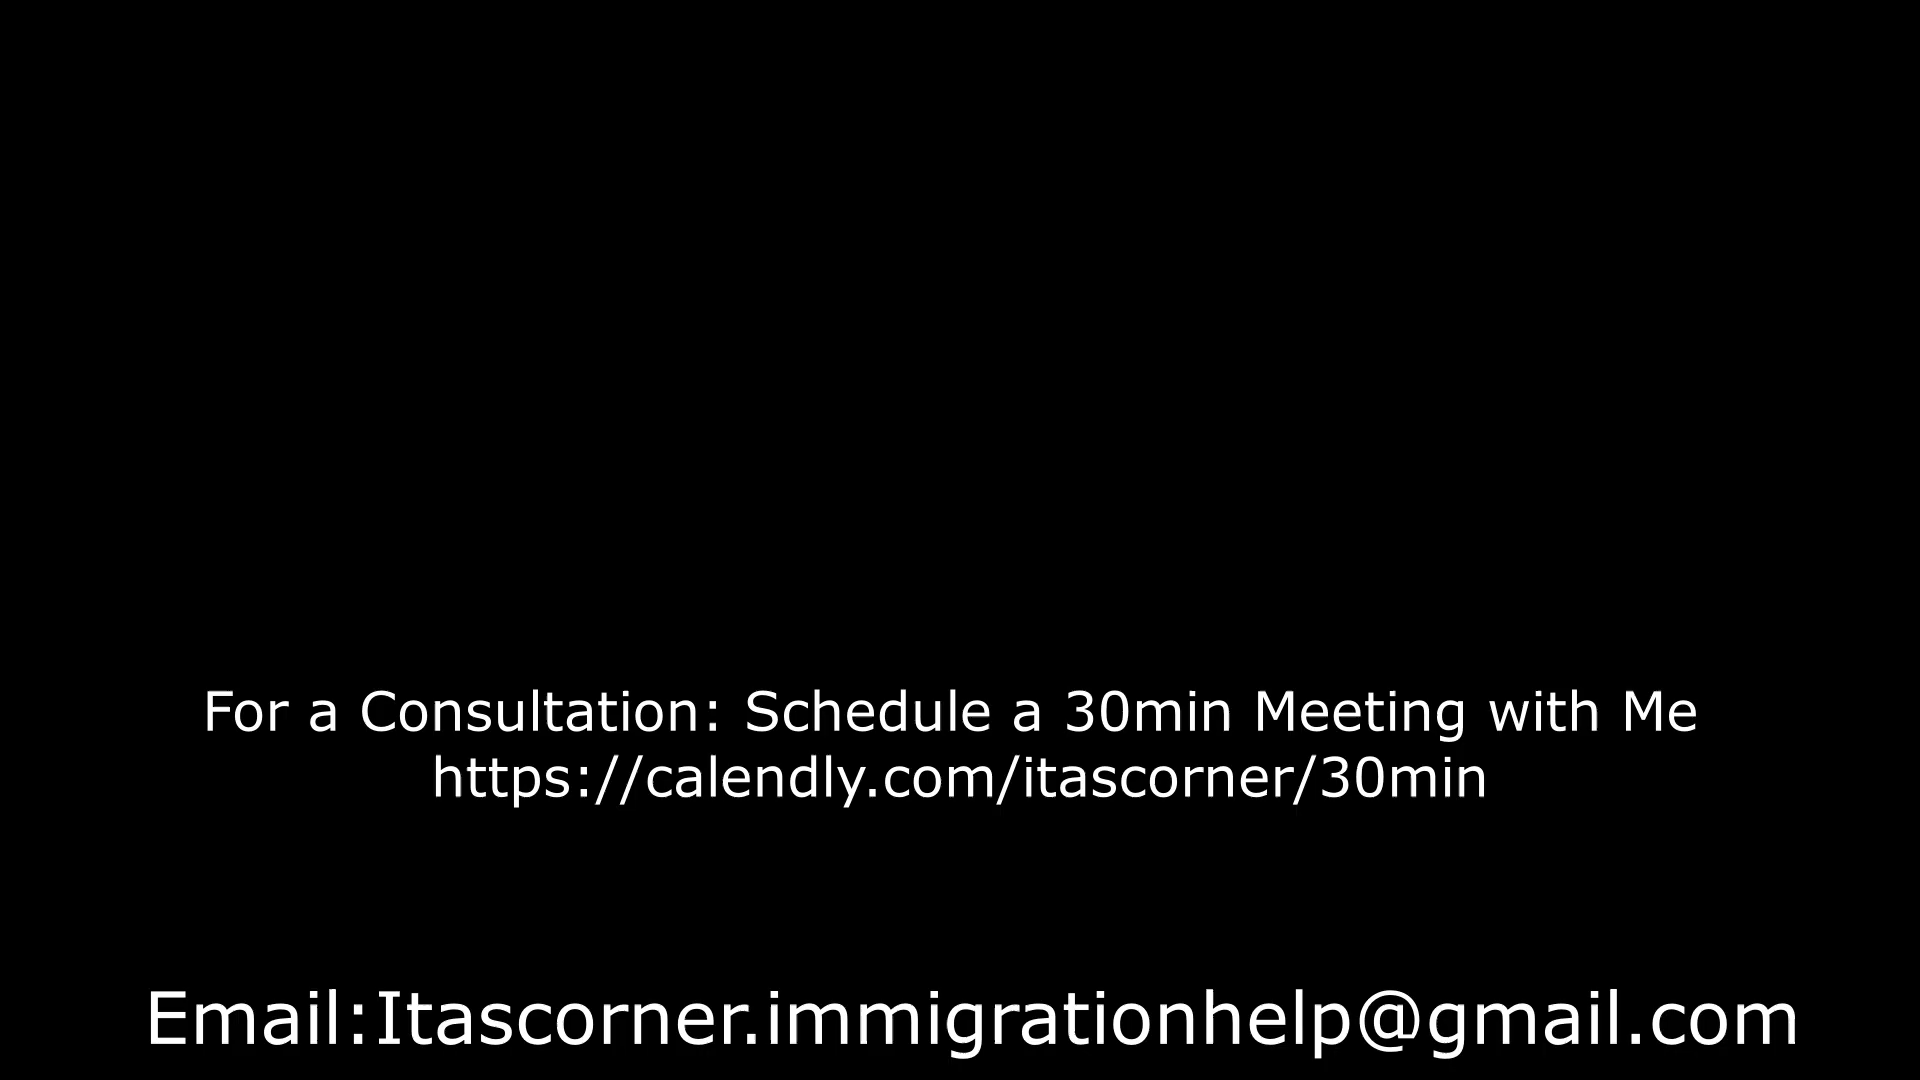 For a Consultation: Schedule a 30min Meeting with Me
https://calendly.com/itascorner/30min
Email:Itascorner.immigrationhelp@gmail.com